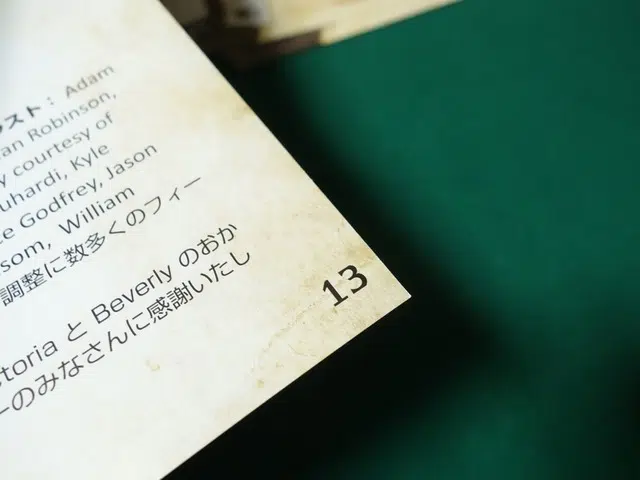 スト： Adam
an Robinson,
y courtesy of
uhardi, Kyle
ce Godfrey, Jason
som, William
調整に数多くのフィー
storia と Beverly のおか
ーのみなさんに感謝いたし
13